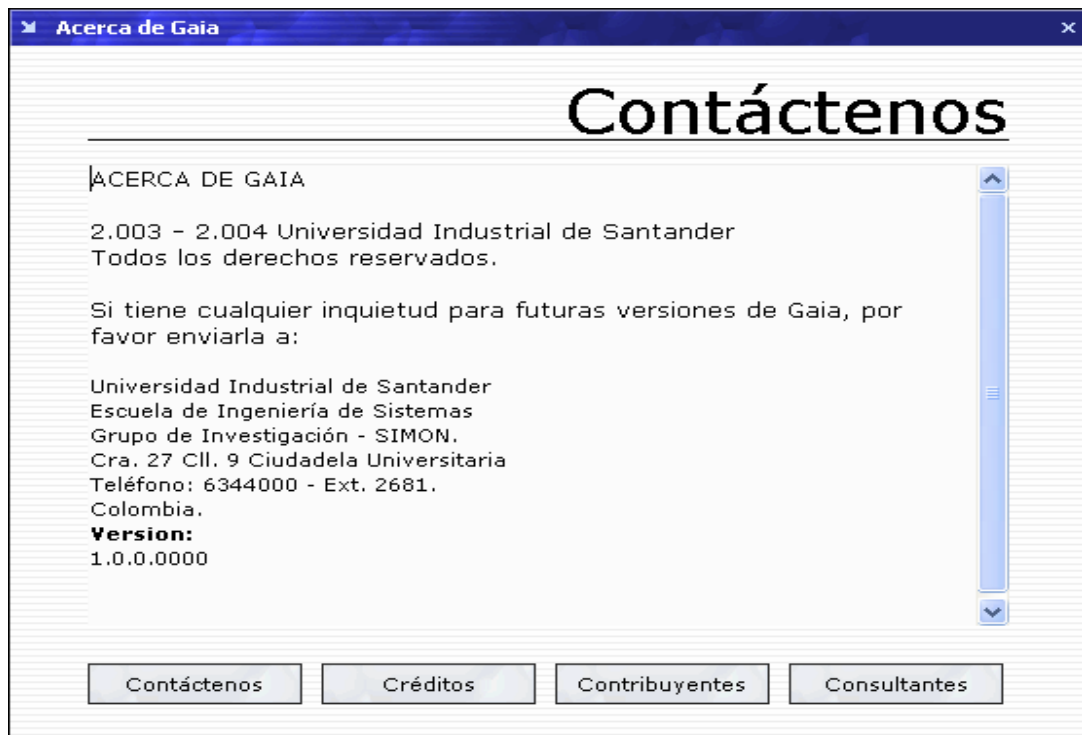 Acerca de Gaia
Contáctenos
ACERCA DE GAIA
2.003 - 2.004 Universidad Industrial de Santander
Todos los derechos reservados.
Si tiene cualquier inquietud para futuras versiones de Gaia, por
favor enviarla a:
Universidad Industrial de Santander
Escuela de Ingeniería de Sistemas
Grupo de Investigación - SIMON.
Cra. 27 Cll. 9 Ciudadela Universitaria
Teléfono: 6344000 - Ext. 2681.
Colombia.
Version:
1.0.0.0000
Contáctenos Créditos Contribuyentes Consultantes